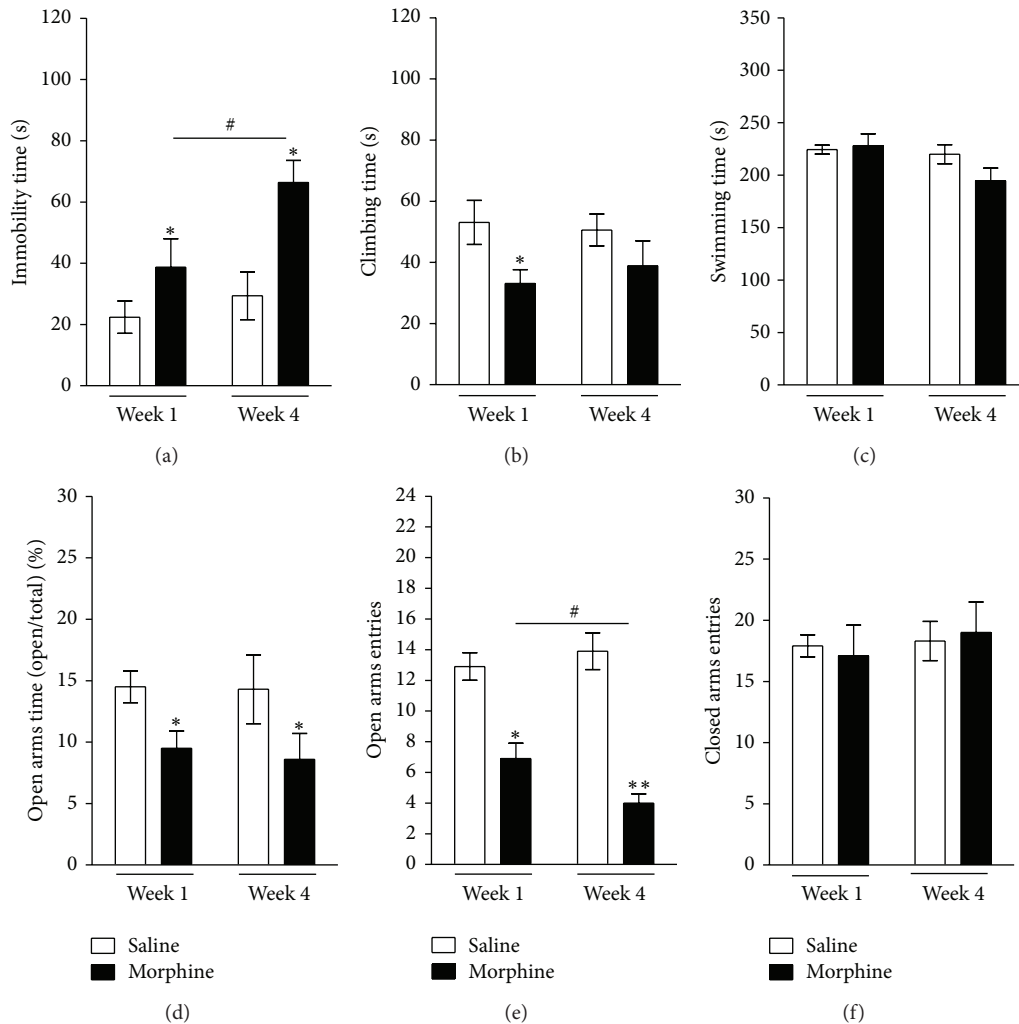 Immobility time (s)
120
100
80
60
40
20
0
#
*
*
Week 1 Week 4
(a)
Climbing time (s)
120
100
80
60
40
20
0
*
Week 1 Week 4
(b)
Swimming time (s)
350
300
250
200
150
100
50
0
Week 1 Week 4
(c)
Open arms time (open/total) (%)
30
25
20
15
10
5
0
*
*
Week 1 Week 4
Saline
Morphine
(d)
Open arms entries
24
22
20
18
16
14
12
10
8
6
4
2
0
#
*
**
Week 1 Week 4
Saline
Morphine
(e)
Closed arms entries
30
25
20
15
10
5
0
Week 1 Week 4
Saline
Morphine
(f)